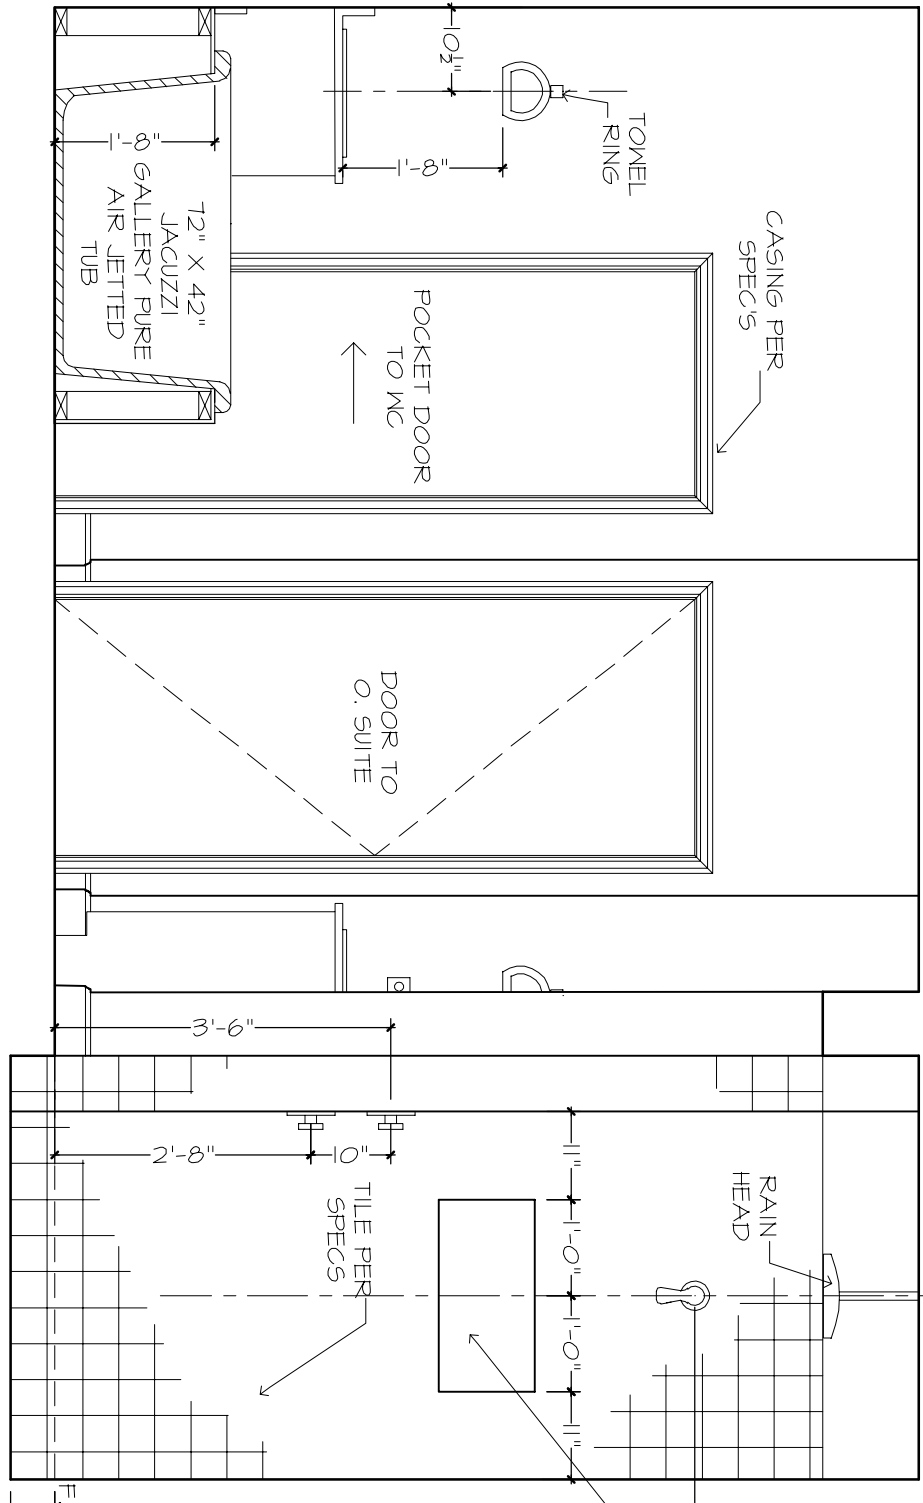 10½"
TOWEL
RING
1'-8"
1'-8"
72" X 42"
JACUZZI
GALLERY PURE
AIR JETTED
TUB
CASING PER
SPEC'S
POCKET DOOR
TO WC
DOOR TO
O. SUITE
3'-6"
2'-8"
10"
TILE PER
SPECS
11"
1'-0"
1'-0"
11"
RAIN
HEAD